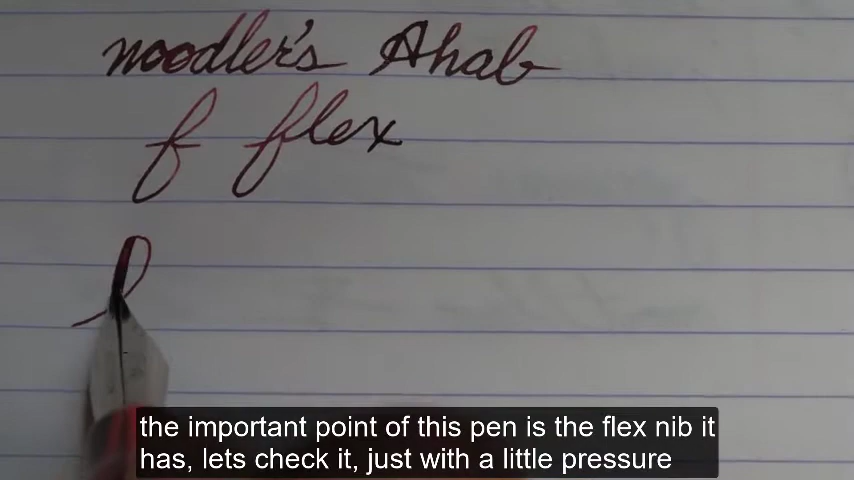 noodler's Ahab
f flex
the important point of this pen is the flex nib it
has, lets check it, just with a little pressure